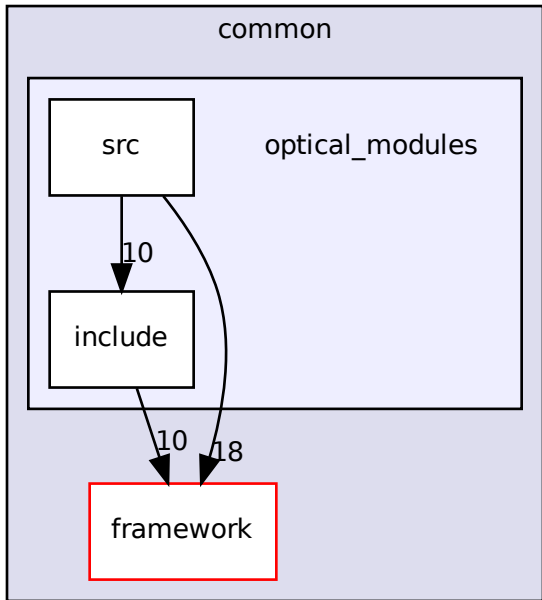 common
src
optical_modules
10
include
10
18
framework